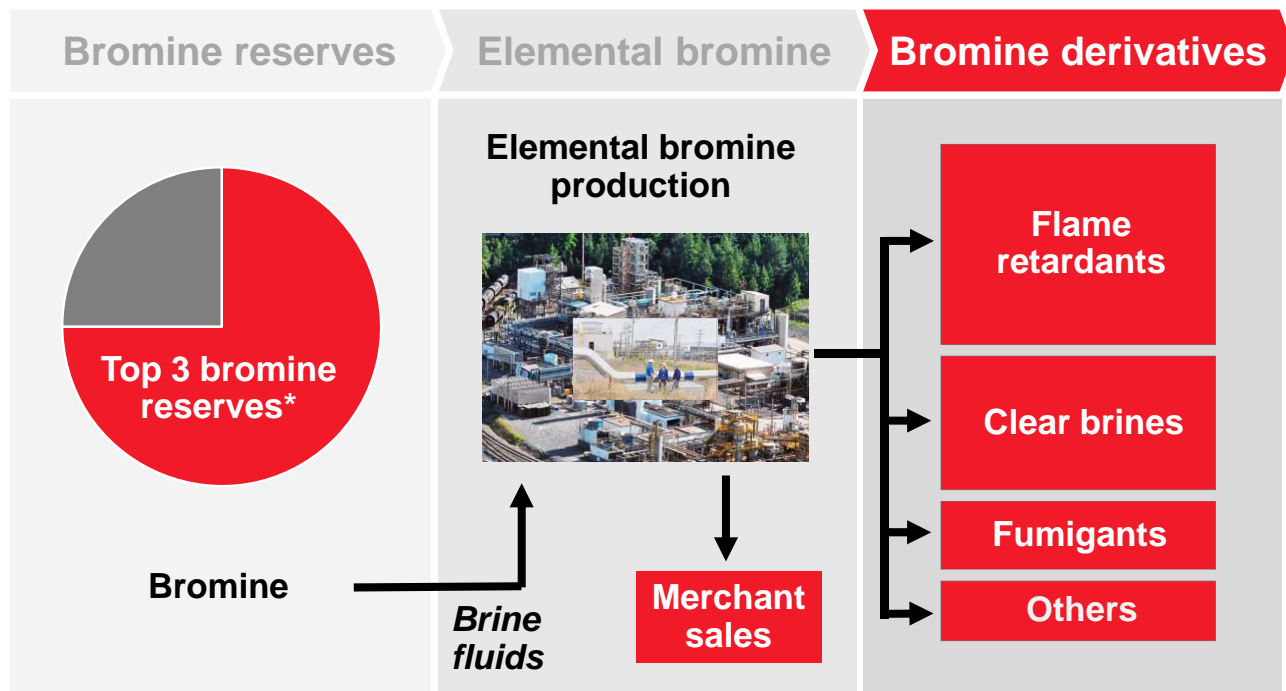 Bromine reserves
Elemental bromine
Bromine derivatives
Top 3 bromine
reserves*
Bromine
Brine
fluids
Elemental bromine
production
Merchant
sales
Flame
retardants
Clear brines
Fumigants
Others